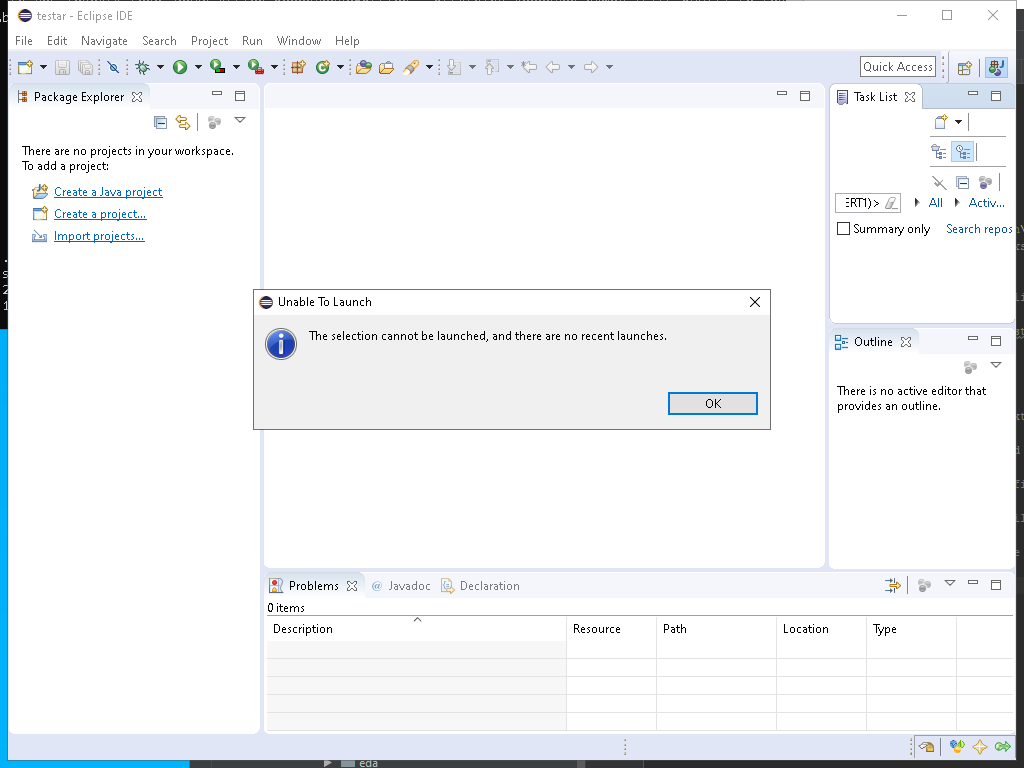 testar - Eclipse IDE
File Edit Navigate Search Project Run Window Help
Quick Access
Package Explorer
There are no projects in your workspace.
To add a project:
Create a Java project
Create a project...
Import projects...
Task List
ERT1)> All Activ...
Summary only Search repos
Unable To Launch
The selection cannot be launched, and there are no recent launches.
OK
Outline
There is no active editor that
provides an outline.
Problems @ Javadoc Declaration
0 items
Description Resource Path Location Type
eda